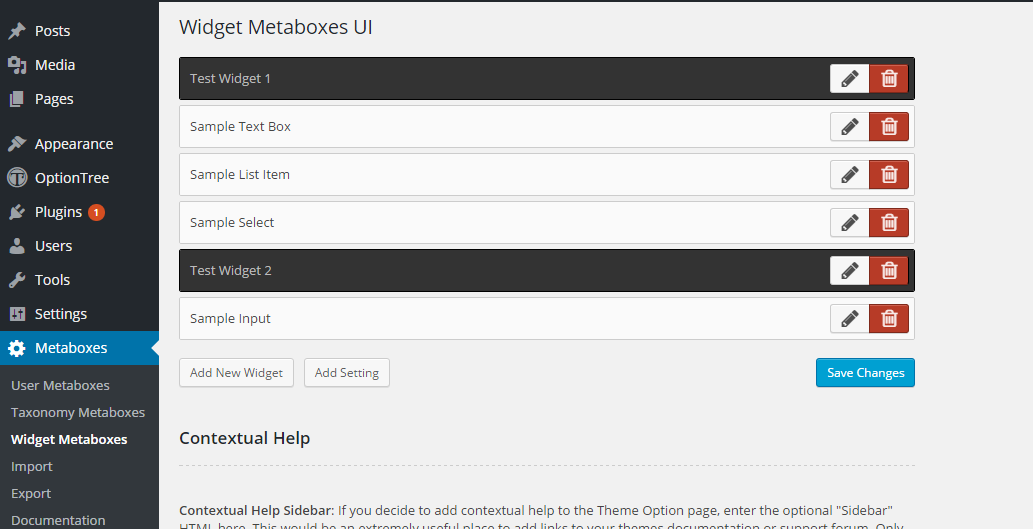 Posts
Media
Pages
Appearance
OptionTree
Plugins 1
Users
Tools
Settings
Metaboxes
User Metaboxes
Taxonomy Metaboxes
Widget Metaboxes
Import
Export
Documentation
Widget Metaboxes UI
Test Widget 1
Sample Text Box
Sample List Item
Sample Select
Test Widget 2
Sample Input
Add New Widget Add Setting Save Changes
Contextual Help
Contextual Help Sidebar: If you decide to add contextual help to the Theme Option page, enter the optional "Sidebar"
HTML here. This would be an extremely useful place to add links to your themes documentation or support forum. Only